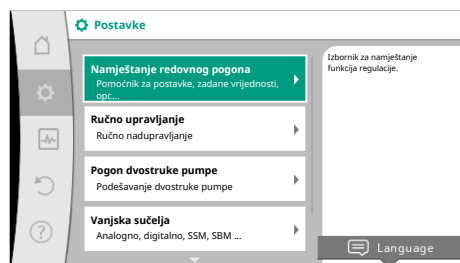 Postavke
Namještanje redovnog pogona
Pomoćnik za postavke, zadane vrijednosti,
opc...
Ručno upravljanje
Ručno nadupravljanje
Pogon dvostruke pumpe
Podešavanje dvostruke pumpe
Vanjska sučelja
Analogno, digitalno, SSM, SBM ...
Izbornik za namještanje
funkcija regulacije.
Language